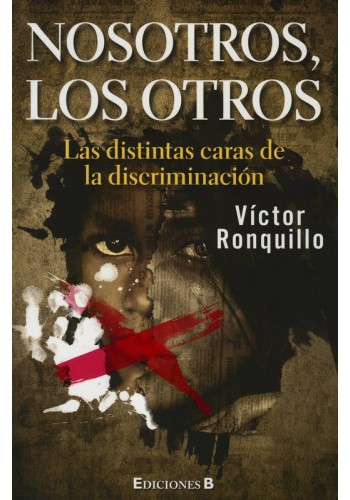 NOSOTROS,
LOS OTROS
Las distintas caras de
la discriminación
Víctor
Ronquillo
EDICIONES B